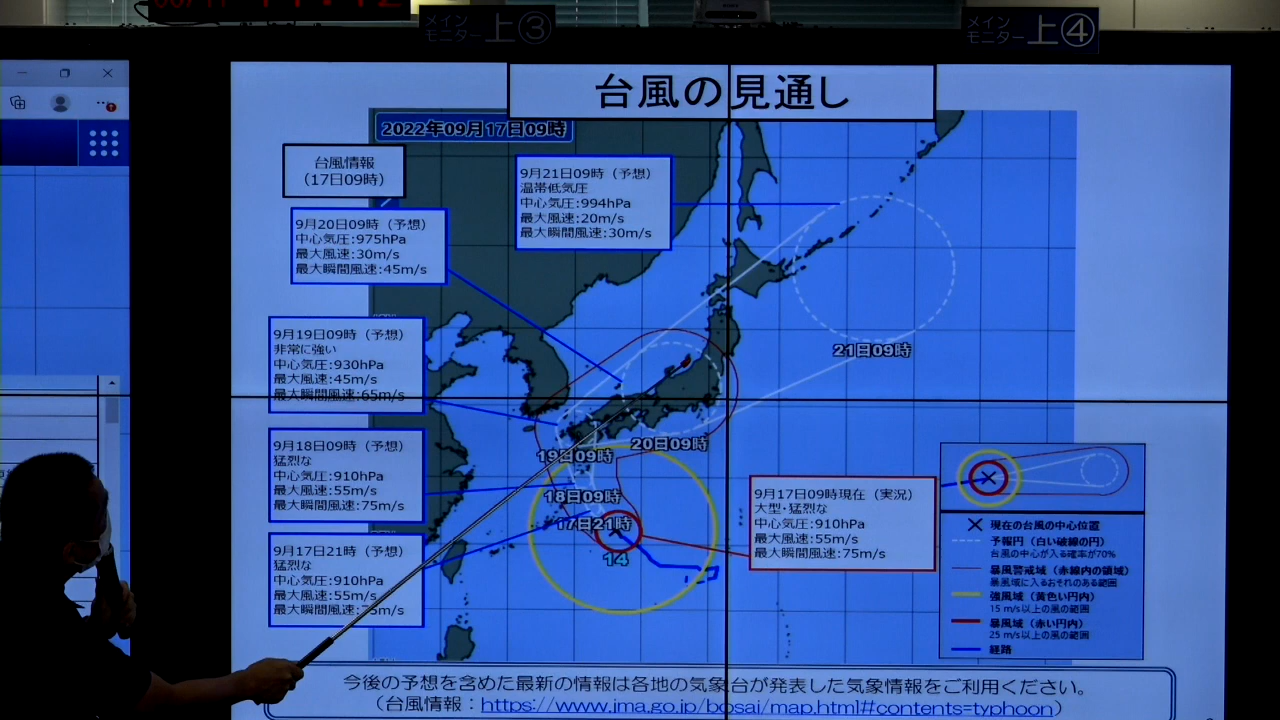 メイン
モニター 上③
メイン
モニター 上④
台風の見通し
2022年09月17日09時
台風情報
（17日09時）
9月21日09時（予想）
温帯低気圧
中心気圧:994hPa
最大風速:20m/s
最大瞬間風速:30m/s
9月20日09時（予想）
中心気圧:975hPa
最大風速:30m/s
最大瞬間風速:45m/s
9月19日09時（予想）
非常に強い
中心気圧:930hPa
最大風速:45m/s
最大瞬間風速:65m/s
9月18日09時（予想）
猛烈な
中心気圧:910hPa
最大風速:55m/s
最大瞬間風速:75m/s
9月17日21時（予想）
猛烈な
中心気圧:910hPa
最大風速:55m/s
最大瞬間風速:75m/s
21日09時
20日09時
19日09時
18日09時
17日21時
14
9月17日09時現在（実況）
大型･猛烈な
中心気圧:910hPa
最大風速:55m/s
最大瞬間風速:75m/s
現在の台風の中心位置
予報円（白い破線の円）
台風の中心が入る確率が70%
暴風警戒域（赤線内の領域）
暴風域に入るおそれのある範囲
強風域（黄色い円内）
15 m/s以上の風の範囲
暴風域（赤い円内）
25 m/s以上の風の範囲
経路
今後の予想を含めた最新の情報は各地の気象台が発表した気象情報をご利用ください。
（台風情報：https://www.jma.go.jp/bosai/map.html#contents=typhoon）